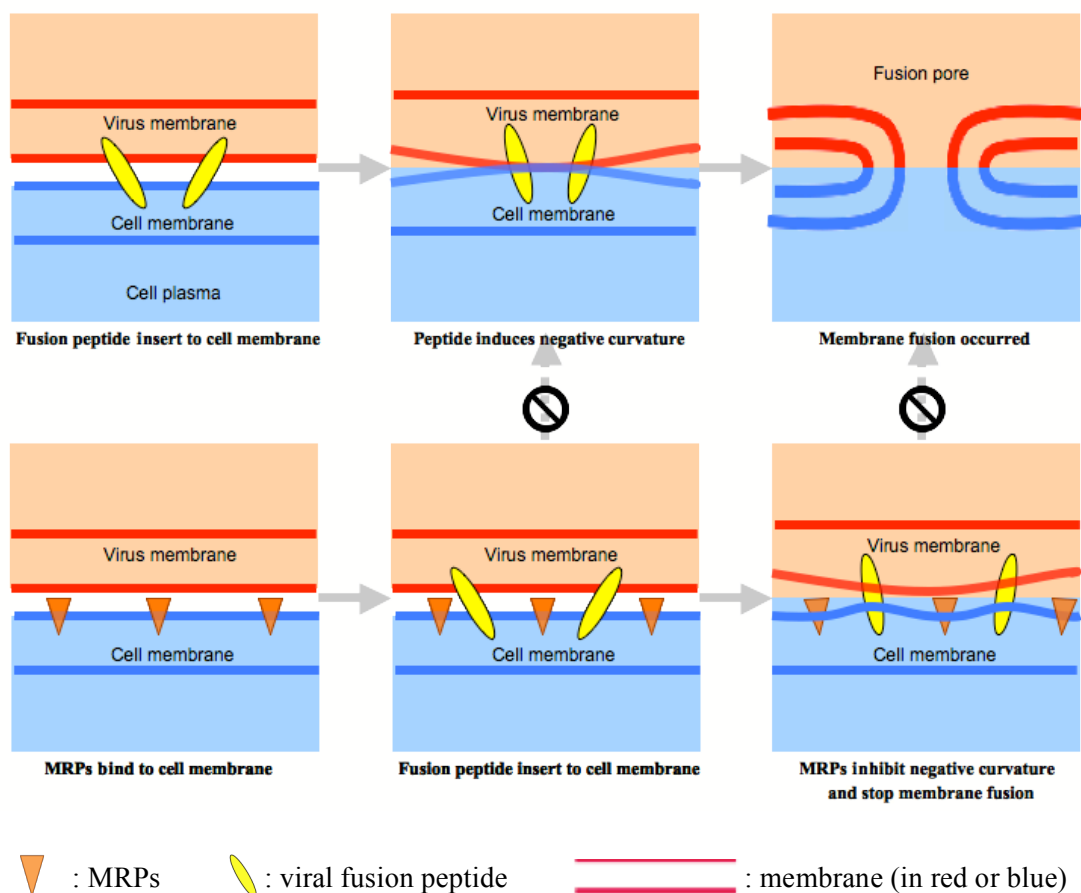 Virus membrane
Cell membrane
Cell plasma
Fusion peptide insert to cell membrane
Virus membrane
Cell membrane
Peptide induces negative curvature
Fusion pore
Membrane fusion occurred
Virus membrane
Cell membrane
MRPs bind to cell membrane
Virus membrane
Cell membrane
Fusion peptide insert to cell membrane
Virus membrane
Cell membrane
MRPs inhibit negative curvature
and stop membrane fusion
: MRPs
: viral fusion peptide
: membrane (in red or blue)